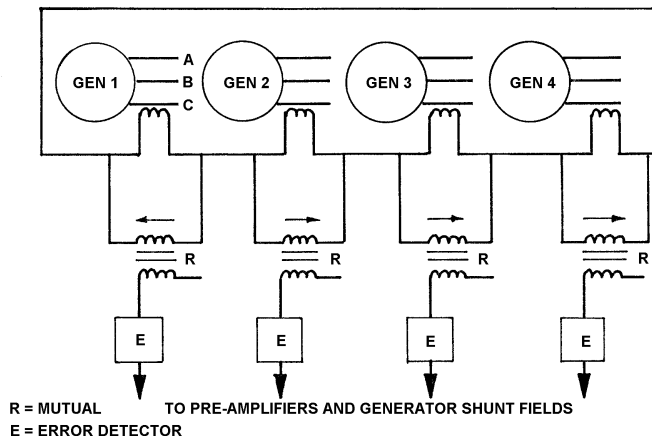 GEN 1 A B C GEN 2 GEN 3 GEN 4
R R R R
E E E E
R = MUTUAL TO PRE-AMPLIFIERS AND GENERATOR SHUNT FIELDS
E = ERROR DETECTOR